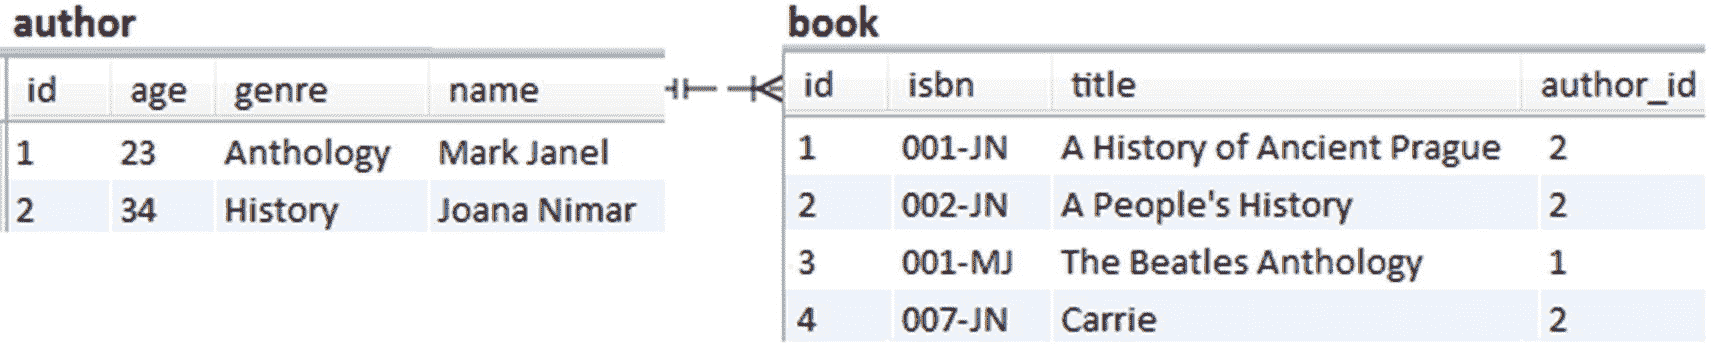 author
id age genre name
1 23 Anthology Mark Janel
2 34 History Joana Nimar
book
id isbn title author_id
1 001-JN A History of Ancient Prague 2
2 002-JN A People's History 2
3 001-MJ The Beatles Anthology 1
4 007-JN Carrie 2